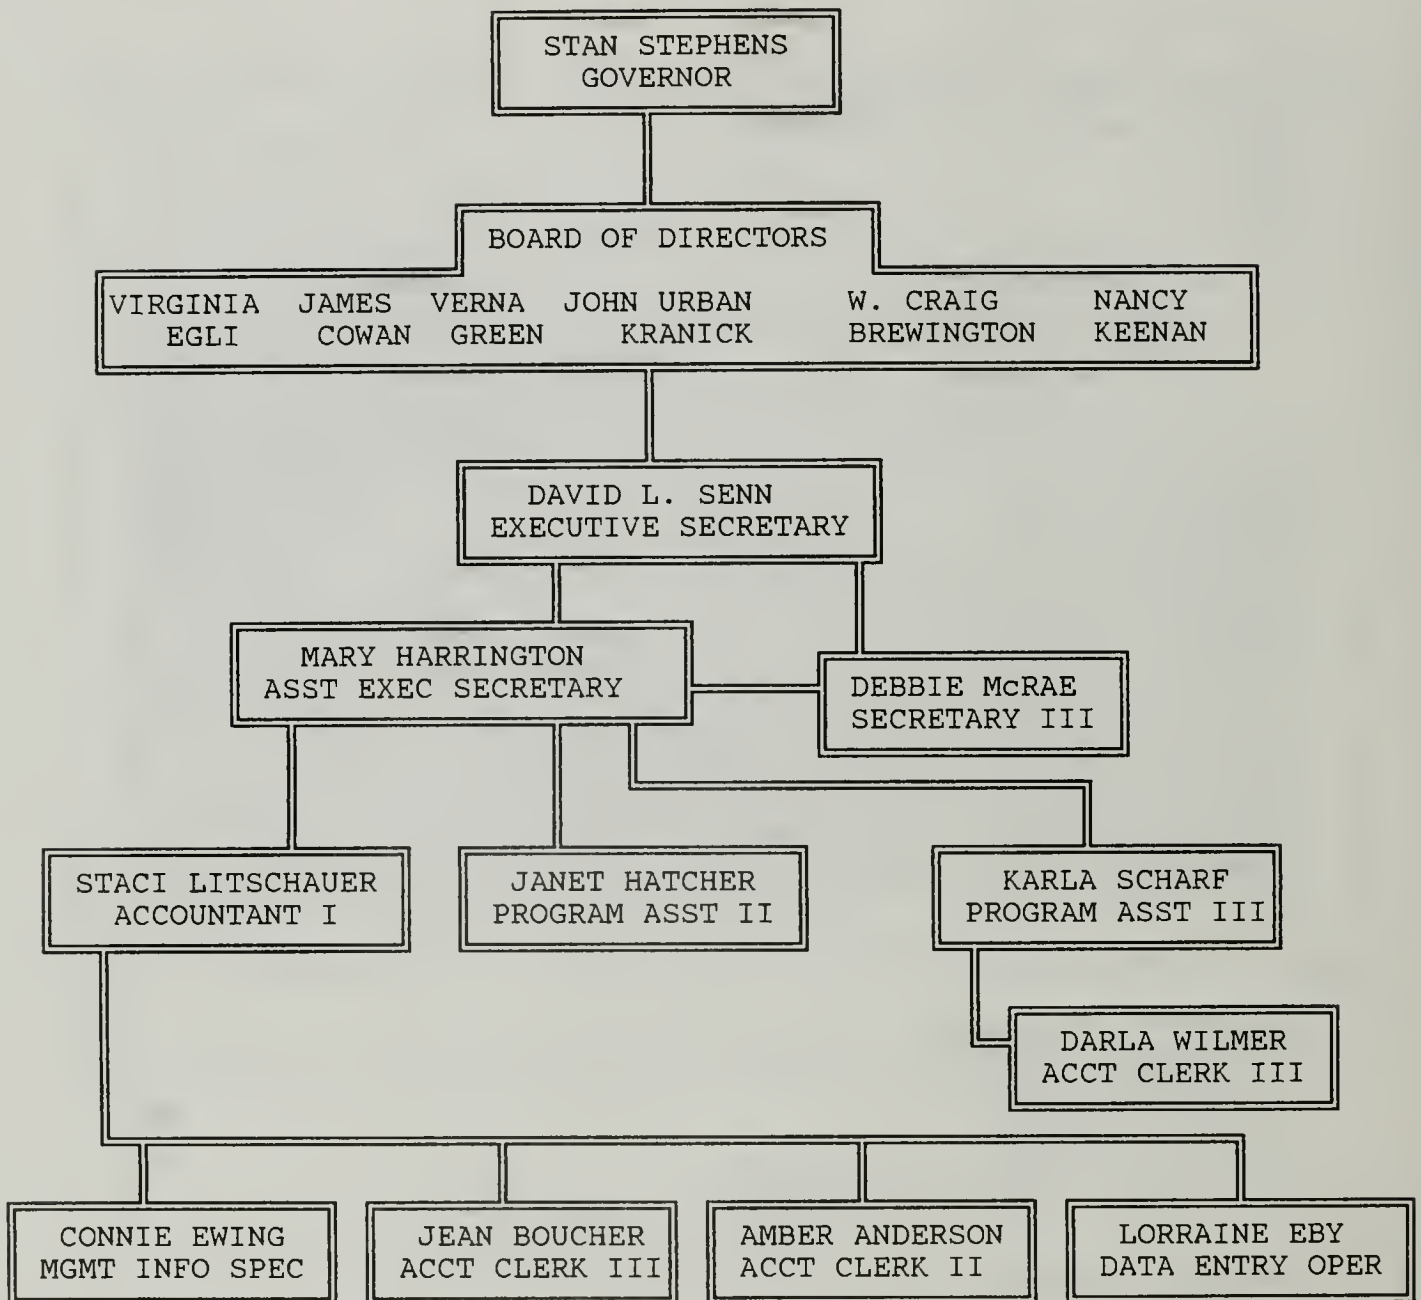 STAN STEPHENS
GOVERNOR
BOARD OF DIRECTORS
VIRGINIA JAMES VERNA JOHN URBAN W. CRAIG NANCY
EGLI COWAN GREEN KRANICK BREWINGTON KEENAN
DAVID L. SENN
EXECUTIVE SECRETARY
MARY HARRINGTON
ASST EXEC SECRETARY
DEBBIE McRAE
SECRETARY III
STACI LITSCHAUER
ACCOUNTANT I
JANET HATCHER
PROGRAM ASST II
KARLA SCHARF
PROGRAM ASST III
DARLA WILMER
ACCT CLERK III
CONNIE EWING
MGMT INFO SPEC
JEAN BOUCHER
ACCT CLERK III
AMBER ANDERSON
ACCT CLERK II
LORRAINE EBY
DATA ENTRY OPER